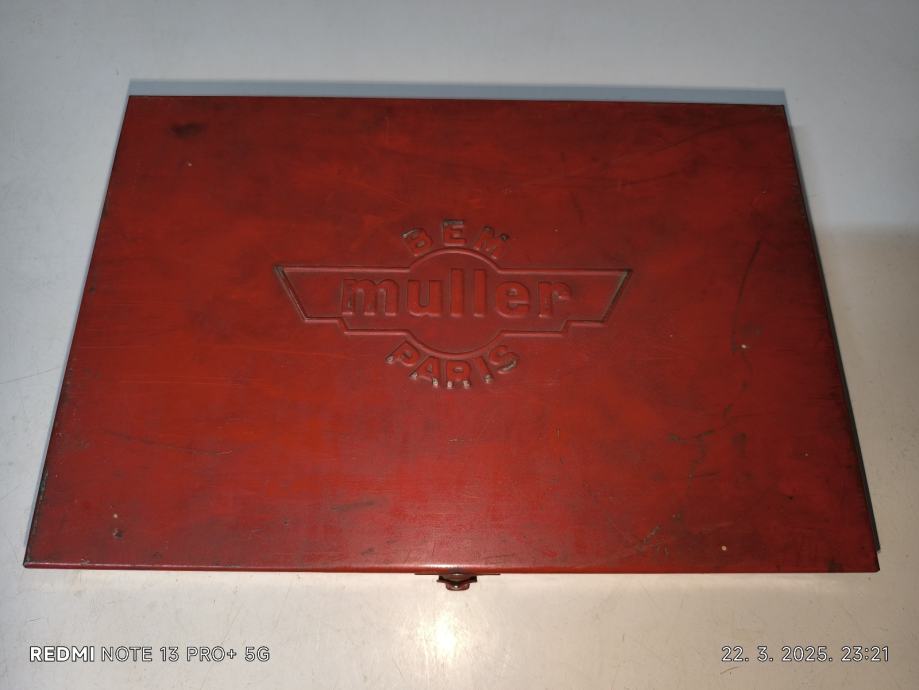 BEM
muller
PARIS
REDMI NOTE 13 PRO+ 5G
22. 3. 2025. 23:21